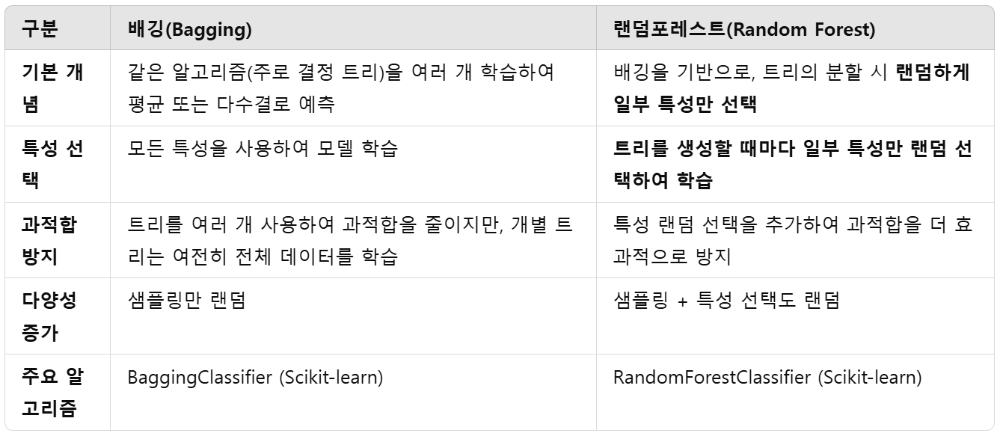 구분
배깅(Bagging)
랜덤포레스트(Random Forest)
기본 개
념
같은 알고리즘(주로 결정 트리)을 여러 개 학습하여
평균 또는 다수결로 예측
배깅을 기반으로, 트리의 분할 시 랜덤하게
일부 특성만 선택
특성 선
택
모든 특성을 사용하여 모델 학습
트리를 생성할 때마다 일부 특성만 랜덤 선
택하여 학습
과적합
방지
트리를 여러 개 사용하여 과적합을 줄이지만, 개별 트
리는 여전히 전체 데이터를 학습
특성 랜덤 선택을 추가하여 과적합을 더 효
과적으로 방지
다양성
증가
샘플링만 랜덤
샘플링 + 특성 선택도 랜덤
주요 알
고리즘
BaggingClassifier (Scikit-learn)
RandomForestClassifier (Scikit-learn)